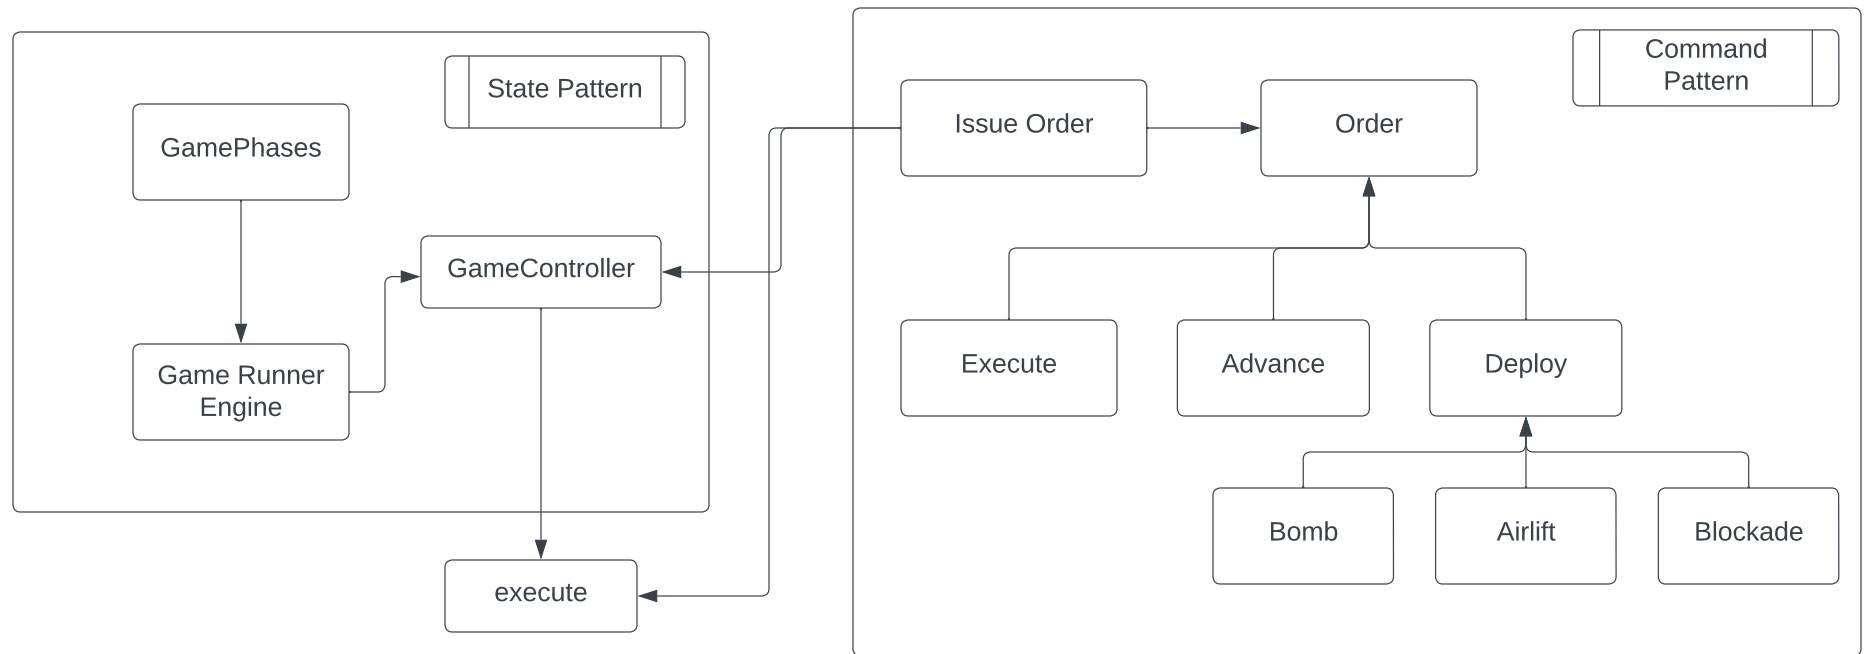 State Pattern
GamePhases
GameController
Game Runner
Engine
execute
Command
Pattern
Issue Order
Order
Execute
Advance
Deploy
Bomb
Airlift
Blockade